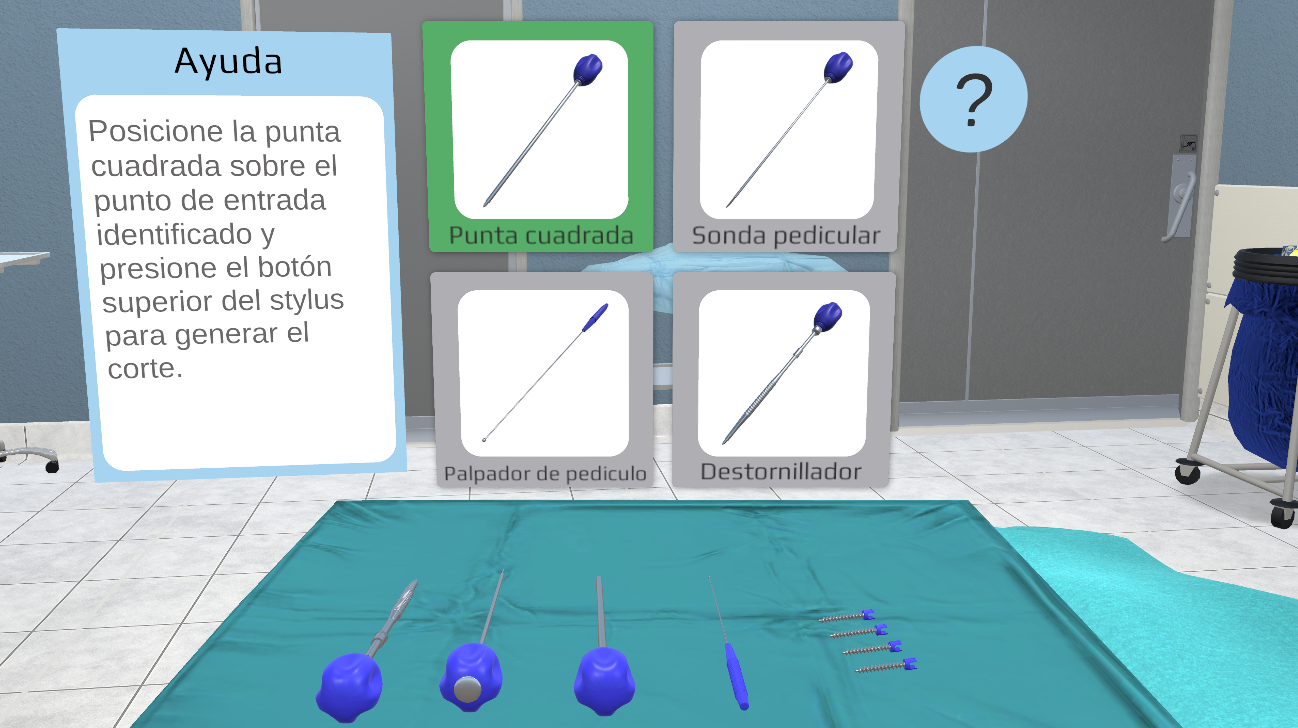 Ayuda
Posicione la punta
cuadrada sobre el
punto de entrada
identificado y
presione el botón
superior del stylus
para generar el
corte.
Punta cuadrada
Sonda pedicular
?
Palpador de pediculo
Destornillador